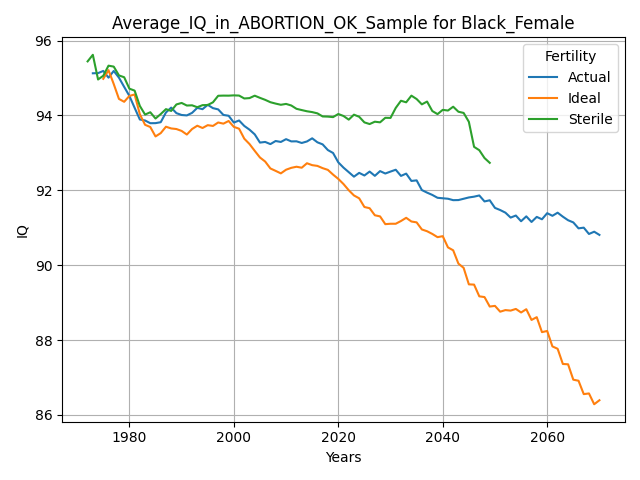 Average_IQ_in_ABORTION_OK_Sample for Black_Female
96
94
92
90
88
86
IQ
Fertility
Actual
Ideal
Sterile
1980
2000
2020
2040
2060
Years